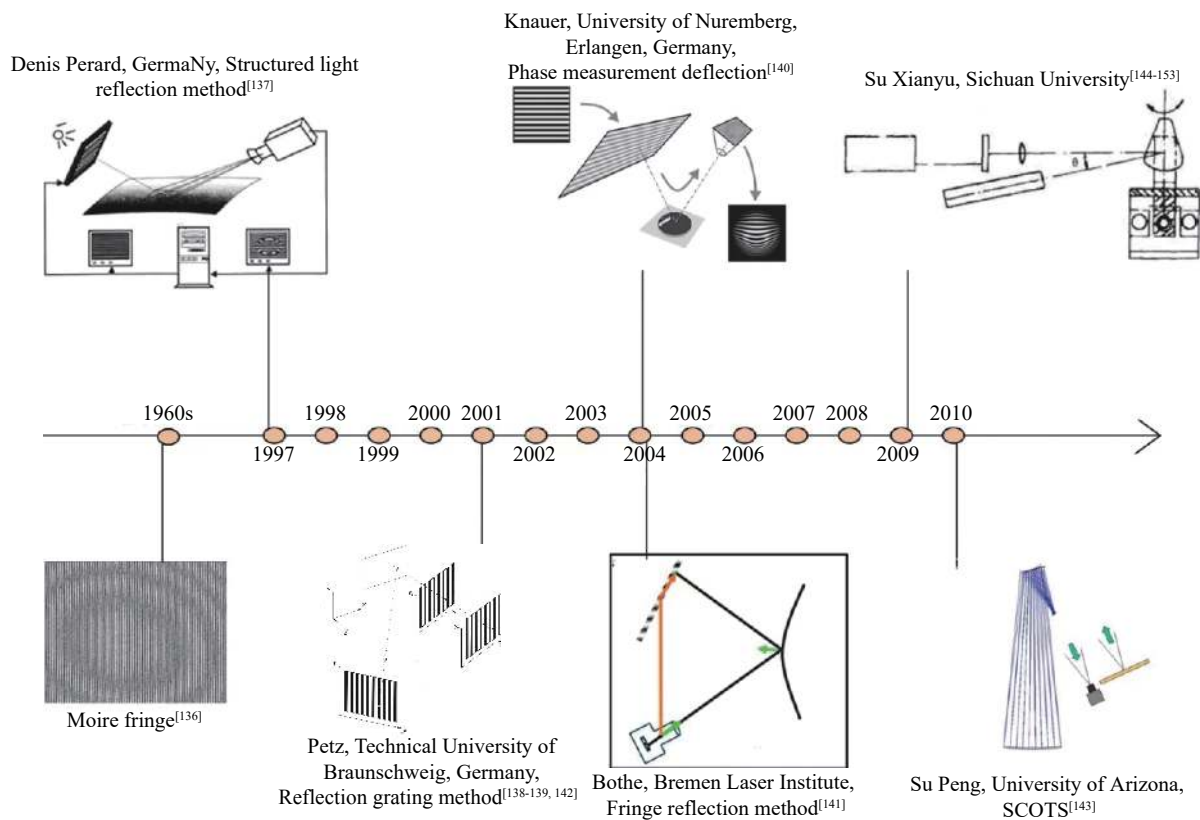 Denis Perard, GermaNy, Structured light
reflection method[137]
Knauer, University of Nuremberg,
Erlangen, Germany,
Phase measurement deflection[140]
Su Xianyu, Sichuan University[144-153]
θ
1960s
1997
1998
1999
2000
2001
2002
2003
2004
2005
2006
2007
2008
2009
2010
Moire fringe[136]
Petz, Technical University of
Braunschweig, Germany,
Reflection grating method[138-139, 142]
Bothe, Bremen Laser Institute,
Fringe reflection method[141]
Su Peng, University of Arizona,
SCOTS[143]